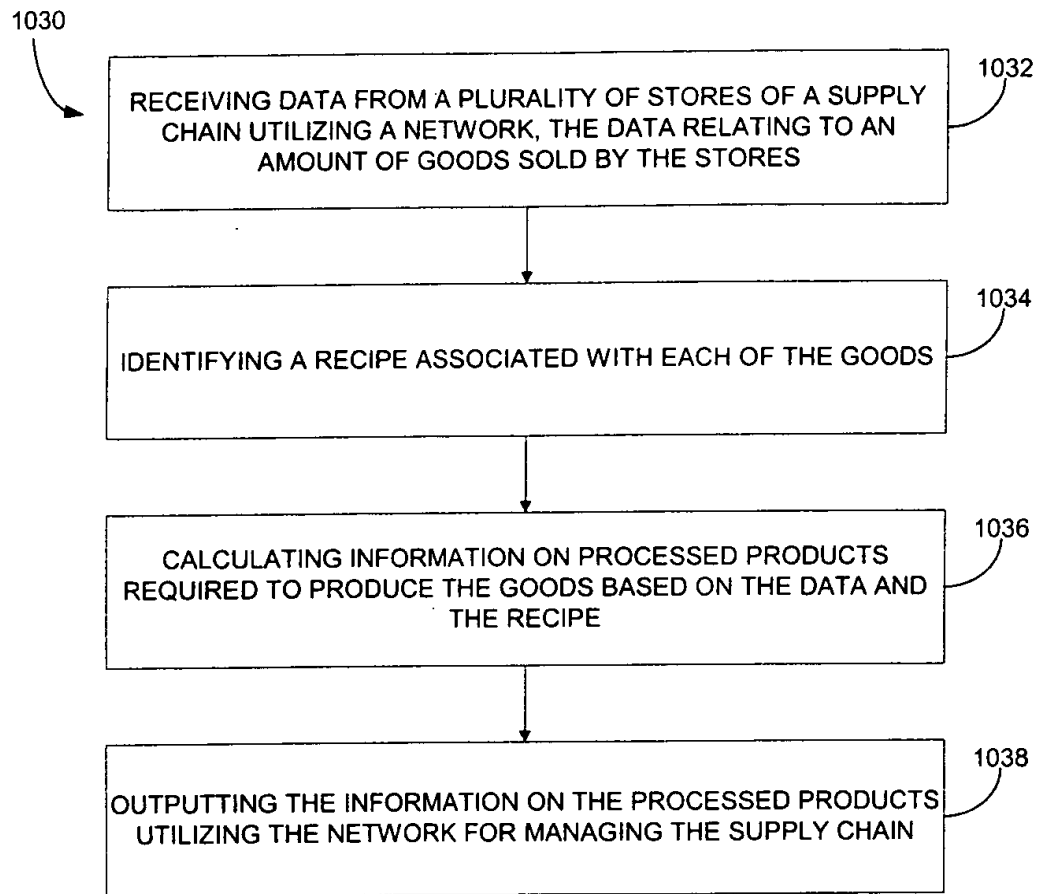 1030
1032
RECEIVING DATA FROM A PLURALITY OF STORES OF A SUPPLY
CHAIN UTILIZING A NETWORK, THE DATA RELATING TO AN
AMOUNT OF GOODS SOLD BY THE STORES
1034
IDENTIFYING A RECIPE ASSOCIATED WITH EACH OF THE GOODS
1036
CALCULATING INFORMATION ON PROCESSED PRODUCTS
REQUIRED TO PRODUCE THE GOODS BASED ON THE DATA AND
THE RECIPE
1038
OUTPUTTING THE INFORMATION ON THE PROCESSED PRODUCTS
UTILIZING THE NETWORK FOR MANAGING THE SUPPLY CHAIN